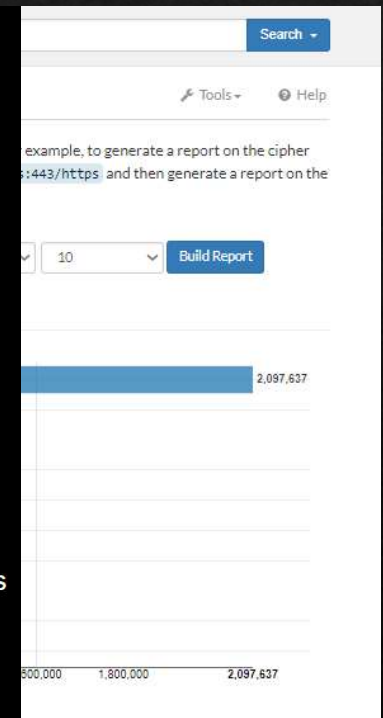 Search
Tools
Help
example, to generate a report on the cipher
:443/https and then generate a report on the
10
Build Report
2,097,637
s
600,000
1,800,000
2,097,637